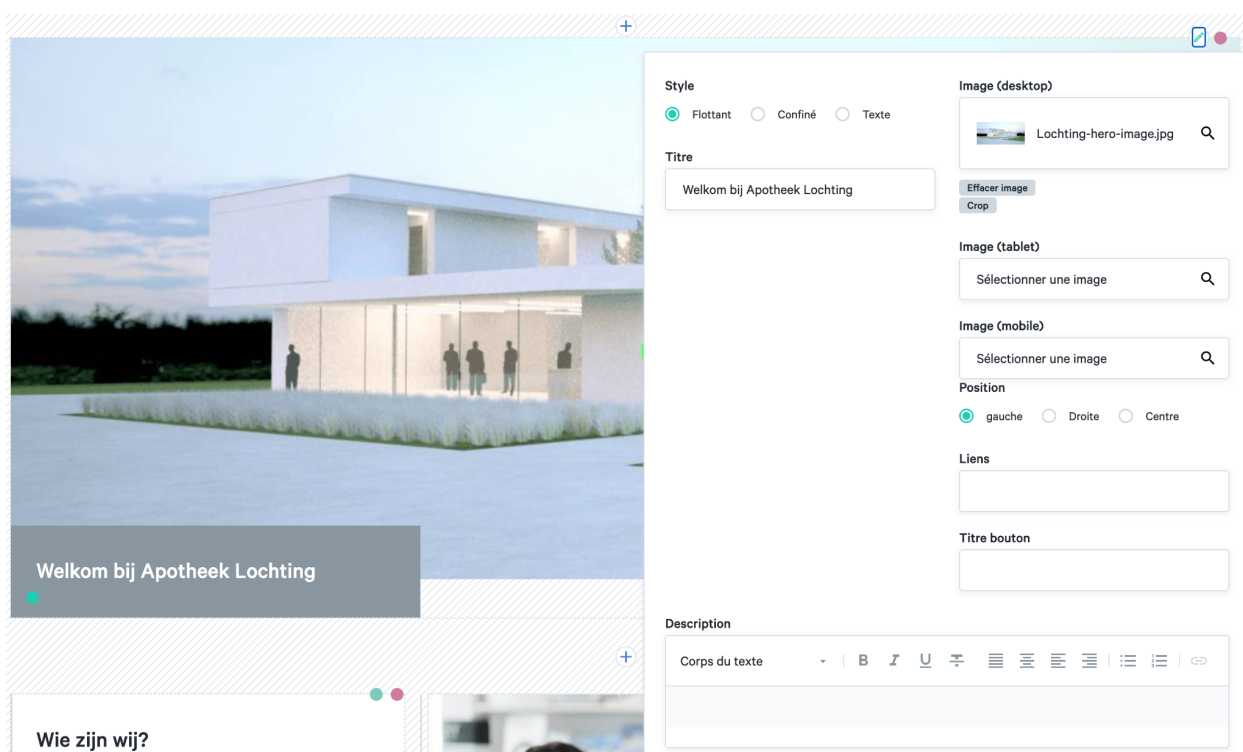 Style
Flottant Confiné Texte
Titre
Welkom bij Apotheek Lochting
Image (desktop)
Lochting-hero-image.jpg
Effacer image
Crop
Image (tablet)
Sélectionner une image
Image (mobile)
Sélectionner une image
Position
gauche Droite Centre
Liens
Titre bouton
Welkom bij Apotheek Lochting
Description
Corps du texte B I U T
Wie zijn wij?